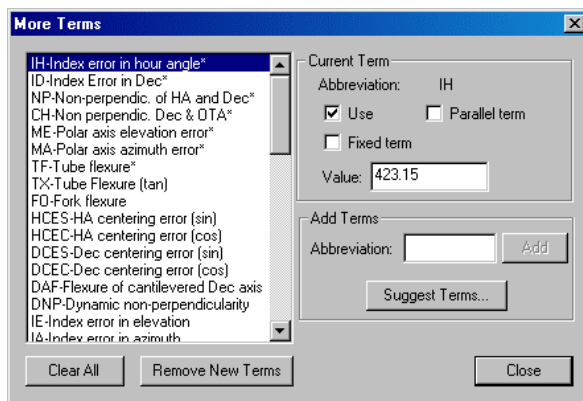 More Terms
IH-Index error in hour angle*
ID-Index Error in Dec*
NP-Non-perpendic. of HA and Dec*
CH-Non perpendic. Dec & OTA*
ME-Polar axis elevation error*
MA-Polar axis azimuth error*
TF-Tube flexure*
TX-Tube Flexure (tan)
FO-Fork flexure
HCES-HA centering error (sin)
HCEC-HA centering error (cos)
DCES-Dec centering error (sin)
DCEC-Dec centering error (cos)
DAF-Flexure of cantilevered Dec axis
DNP-Dynamic non-perpendicularity
IE-Index error in elevation
IA-Index error in azimuth
Clear All
Remove New Terms
Current Term
Abbreviation: IH
Use
Parallel term
Fixed term
Value: 423.15
Add Terms
Abbreviation:
Add
Suggest Terms...
Close